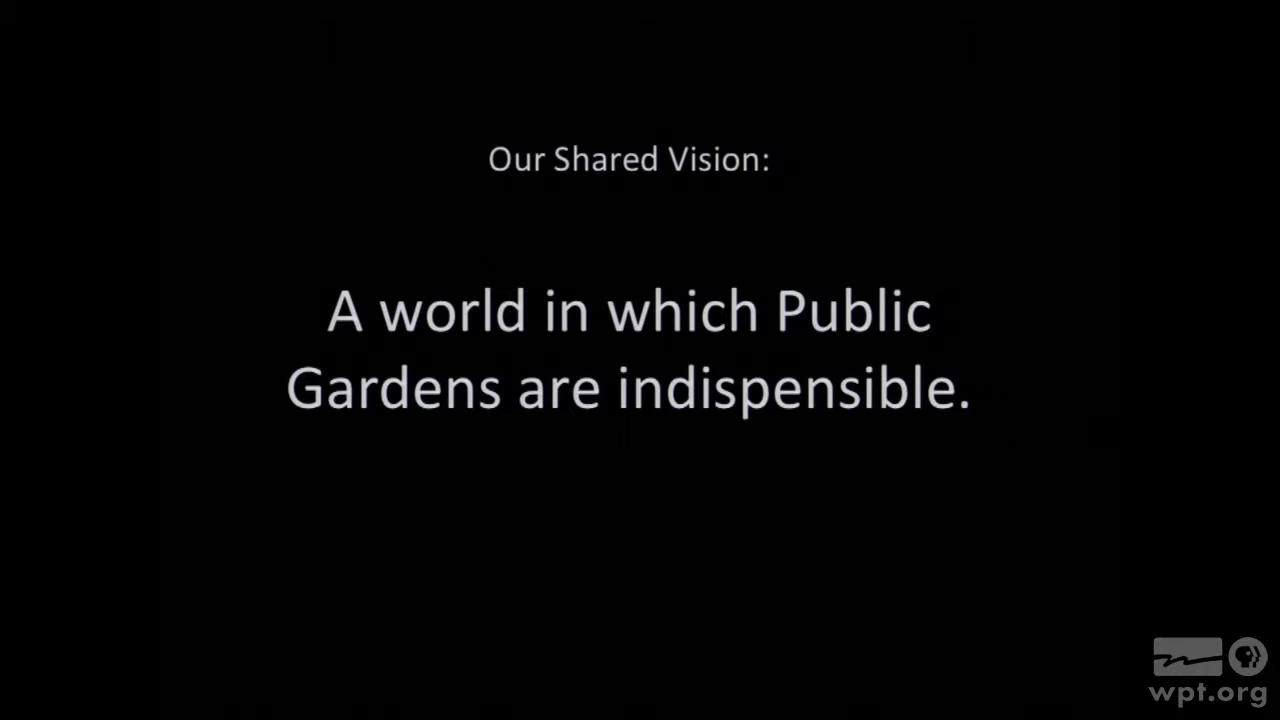 Our Shared Vision:
A world in which Public
Gardens are indispensible.
wpt.org